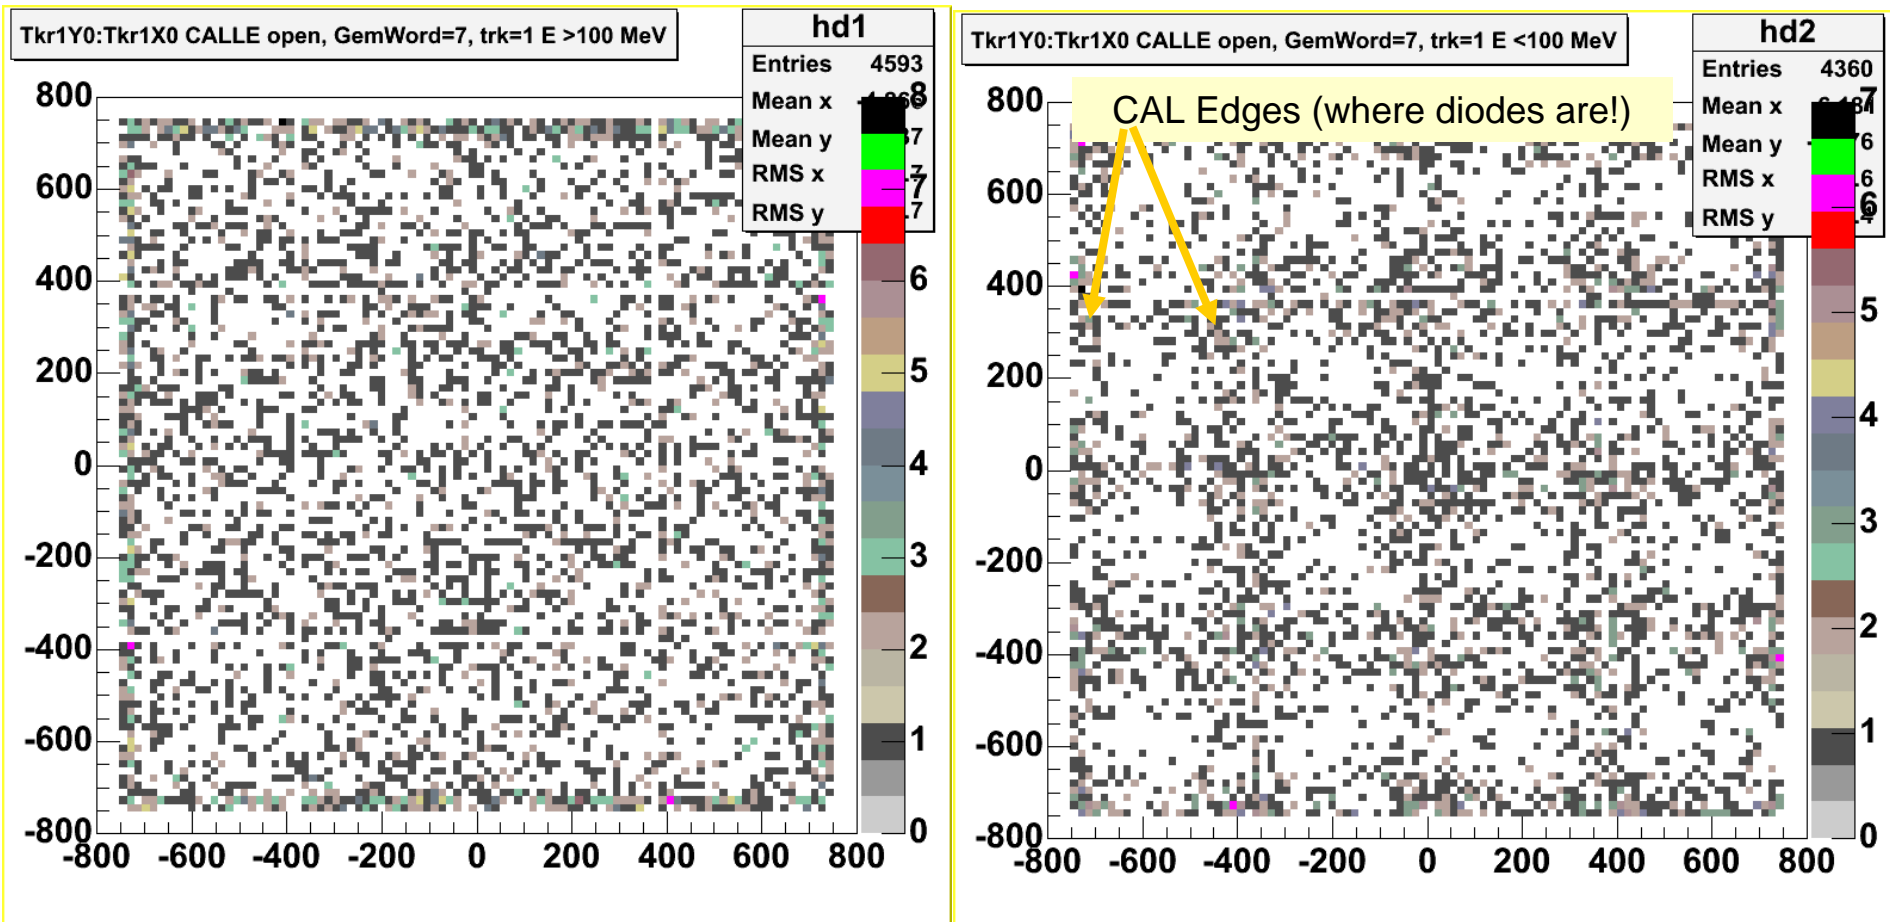 Tkr1Y0:Tkr1X0 CALLE open, GemWord=7, trk=1 E >100 MeV
hd1
Entries 4593
Mean x
Mean y
RMS x
RMS y
800
600
400
200
0
-200
-400
-600
-800
-800 -600 -400 -200 0 200 400 600 800
8
7
6
5
4
3
2
1
0
Tkr1Y0:Tkr1X0 CALLE open, GemWord=7, trk=1 E <100 MeV
hd2
Entries 4360
Mean x
Mean y
RMS x
RMS y
CAL Edges (where diodes are!)
800
600
400
200
0
-200
-400
-600
-800
-800 -600 -400 -200 0 200 400 600 800
7
6
5
4
3
2
1
0